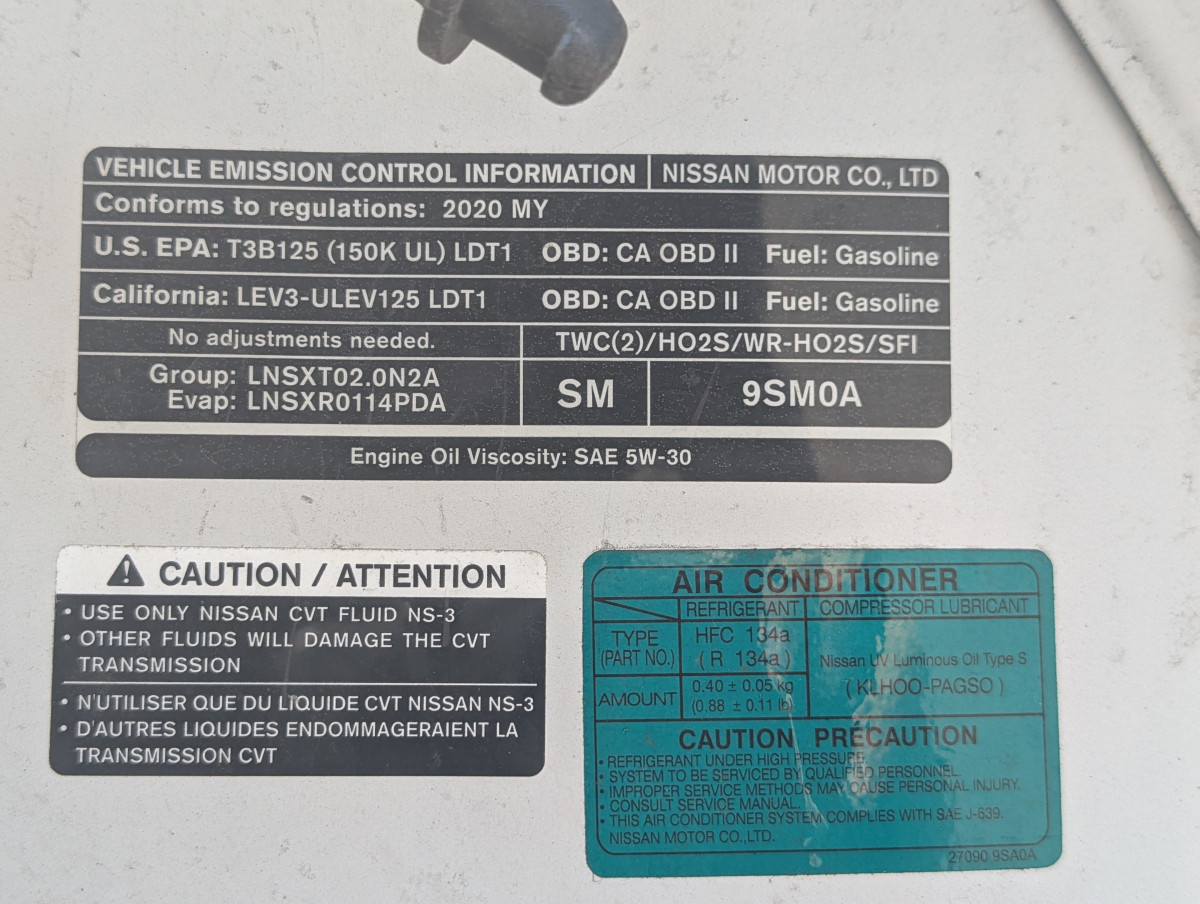 VEHICLE EMISSION CONTROL INFORMATION NISSAN MOTOR CO., LTD
Conforms to regulations: 2020 MY
U.S. EPA: T3B125 (150K UL) LDT1 OBD: CA OBD II Fuel: Gasoline
California: LEV3-ULEV125 LDT1 OBD: CA OBD II Fuel: Gasoline
No adjustments needed. TWC(2)/HO2S/WR-HO2S/SFI
Group: LNSXT02.0N2A
Evap: LNSXR0114PDA
SM 9SM0A
Engine Oil Viscosity: SAE 5W-30
CAUTION / ATTENTION
• USE ONLY NISSAN CVT FLUID NS-3
• OTHER FLUIDS WILL DAMAGE THE CVT
TRANSMISSION
• N'UTILISER QUE DU LIQUIDE CVT NISSAN NS-3
• D'AUTRES LIQUIDES ENDOMMAGERAIENT LA
TRANSMISSION CVT
AIR CONDITIONER
REFRIGERANT COMPRESSOR LUBRICANT
TYPE HFC 134a
(PART NO.) (R 134a) Nissan UV Luminous Oil Type S
(KLHOO-PAGSO)
AMOUNT 0.40 ± 0.05 kg
(0.88 ± 0.11 lb)
CAUTION PRÉCAUTION
• REFRIGERANT UNDER HIGH PRESSURE.
• SYSTEM TO BE SERVICED BY QUALIFIED PERSONNEL.
• IMPROPER SERVICE METHODS MAY CAUSE PERSONAL INJURY.
• CONSULT SERVICE MANUAL.
• THIS AIR CONDITIONER SYSTEM COMPLIES WITH SAE J-639.
NISSAN MOTOR CO.,LTD.
27090 9SA0A